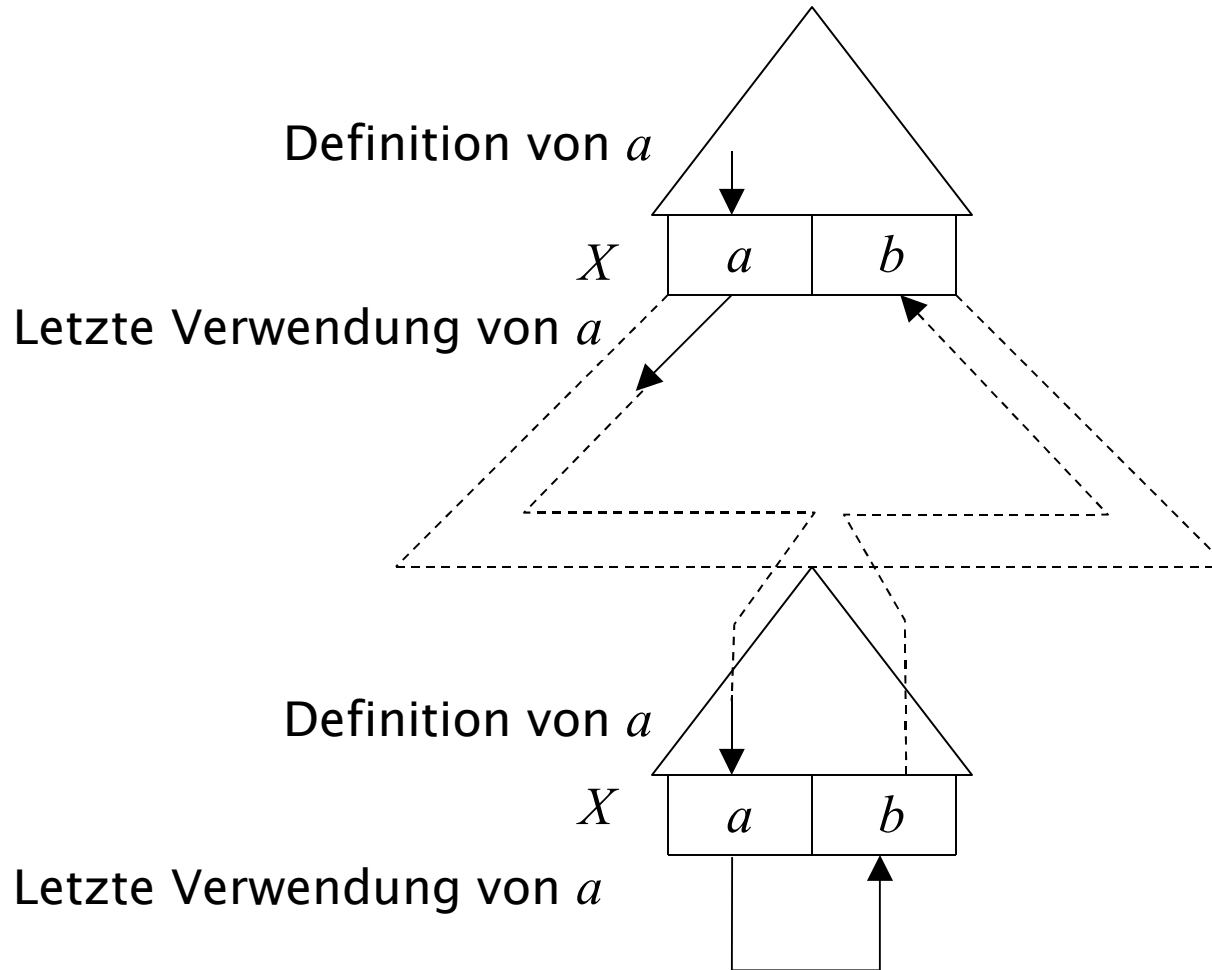 Definition von a
X a b
Letzte Verwendung von a
Definition von a
X a b
Letzte Verwendung von a